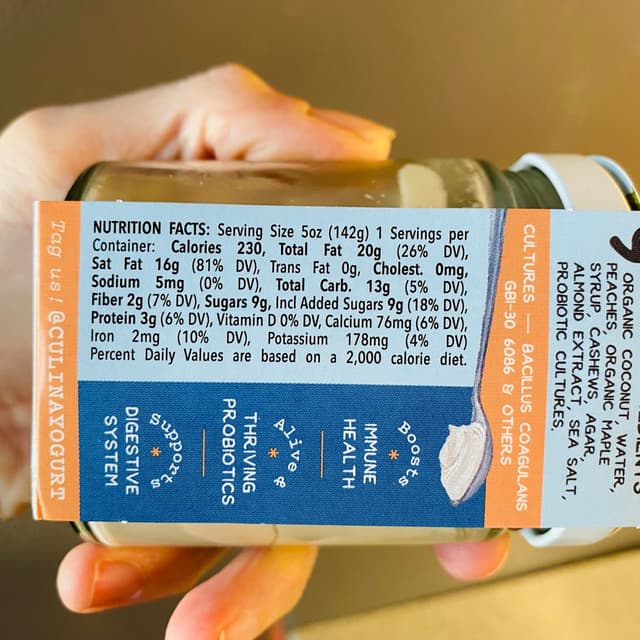 NUTRITION FACTS: Serving Size 5oz (142g) 1 Servings per
Container: Calories 230, Total Fat 20g (26% DV),
Sat Fat 16g (81% DV), Trans Fat 0g, Cholest. 0mg,
Sodium 5mg (0% DV), Total Carb. 13g (5% DV),
Fiber 2g (7% DV), Sugars 9g, Incl Added Sugars 9g (18% DV),
Protein 3g (6% DV), Vitamin D 0% DV, Calcium 76mg (6% DV),
Iron 2mg (10% DV), Potassium 178mg (4% DV)
Percent Daily Values are based on a 2,000 calorie diet.
Tag us! @CULINAYOGURT
Boosts
IMMUNE
HEALTH
Alive &
THRIVING
PROBIOTICS
Supports
DIGESTIVE
SYSTEM
CULTURES — BACILLUS COAGULANS
GBI-30 6086 & OTHERS
ORGANIC COCONUT WATER,
PEACHES, ORGANIC MAPLE
SYRUP, CASHEWS, AGAR,
ALMOND EXTRACT, SEA SALT,
PROBIOTIC CULTURES,